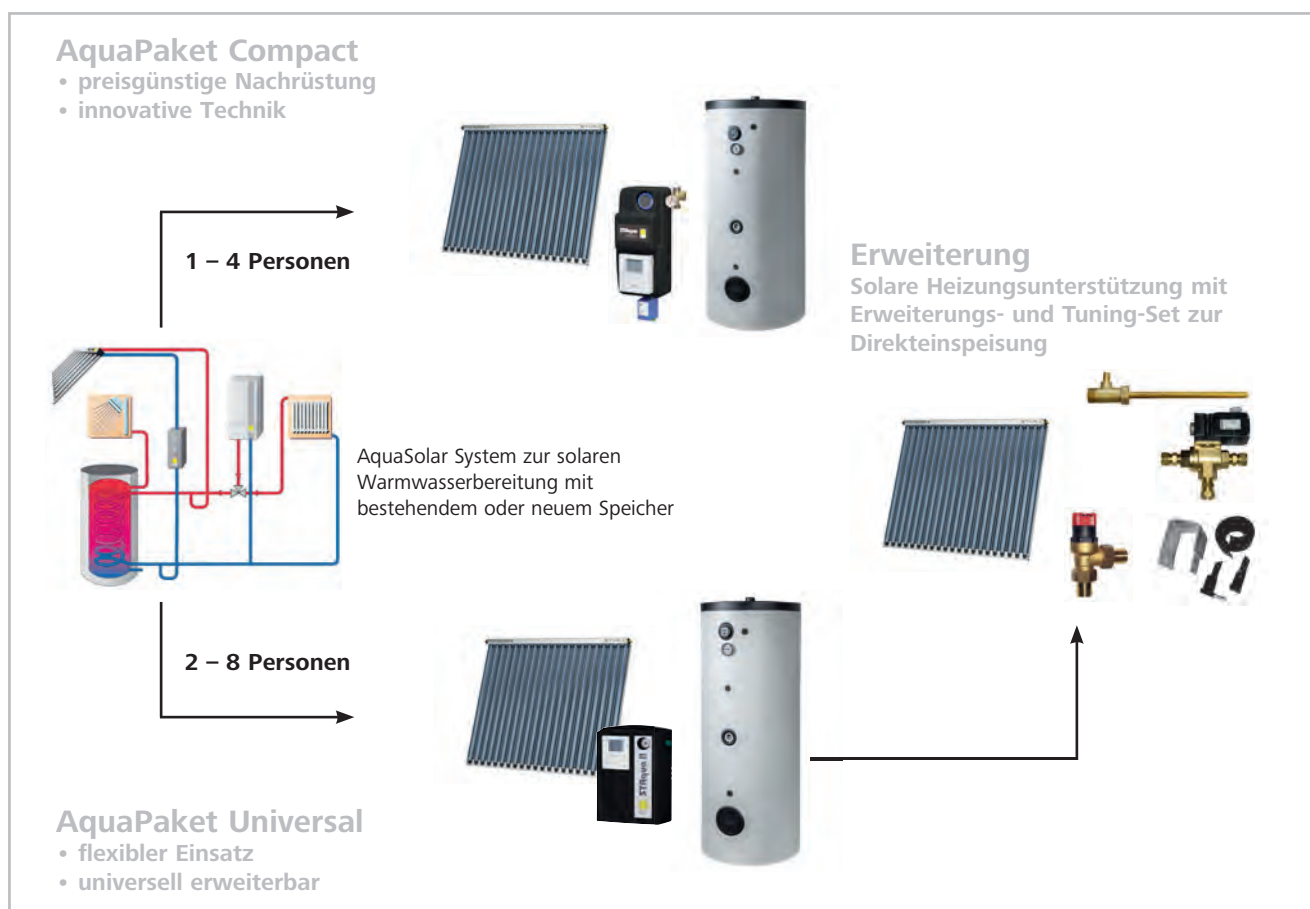 AquaPaket Compact
• preisgünstige Nachrüstung
• innovative Technik
1 – 4 Personen
Erweiterung
Solare Heizungsunterstützung mit
Erweiterungs- und Tuning-Set zur
Direkteinspeisung
AquaSolar System zur solaren
Warmwasserbereitung mit
bestehendem oder neuem Speicher
2 – 8 Personen
STAqua II
AquaPaket Universal
• flexibler Einsatz
• universell erweiterbar